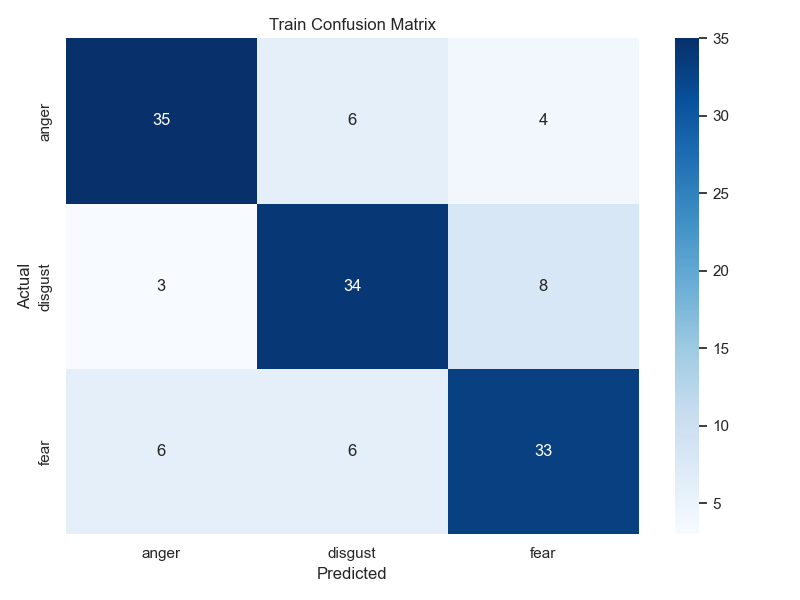 Train Confusion Matrix
Actual
anger
35 6 4
disgust
3 34 8
fear
6 6 33
anger disgust fear
Predicted
35
30
25
20
15
10
5